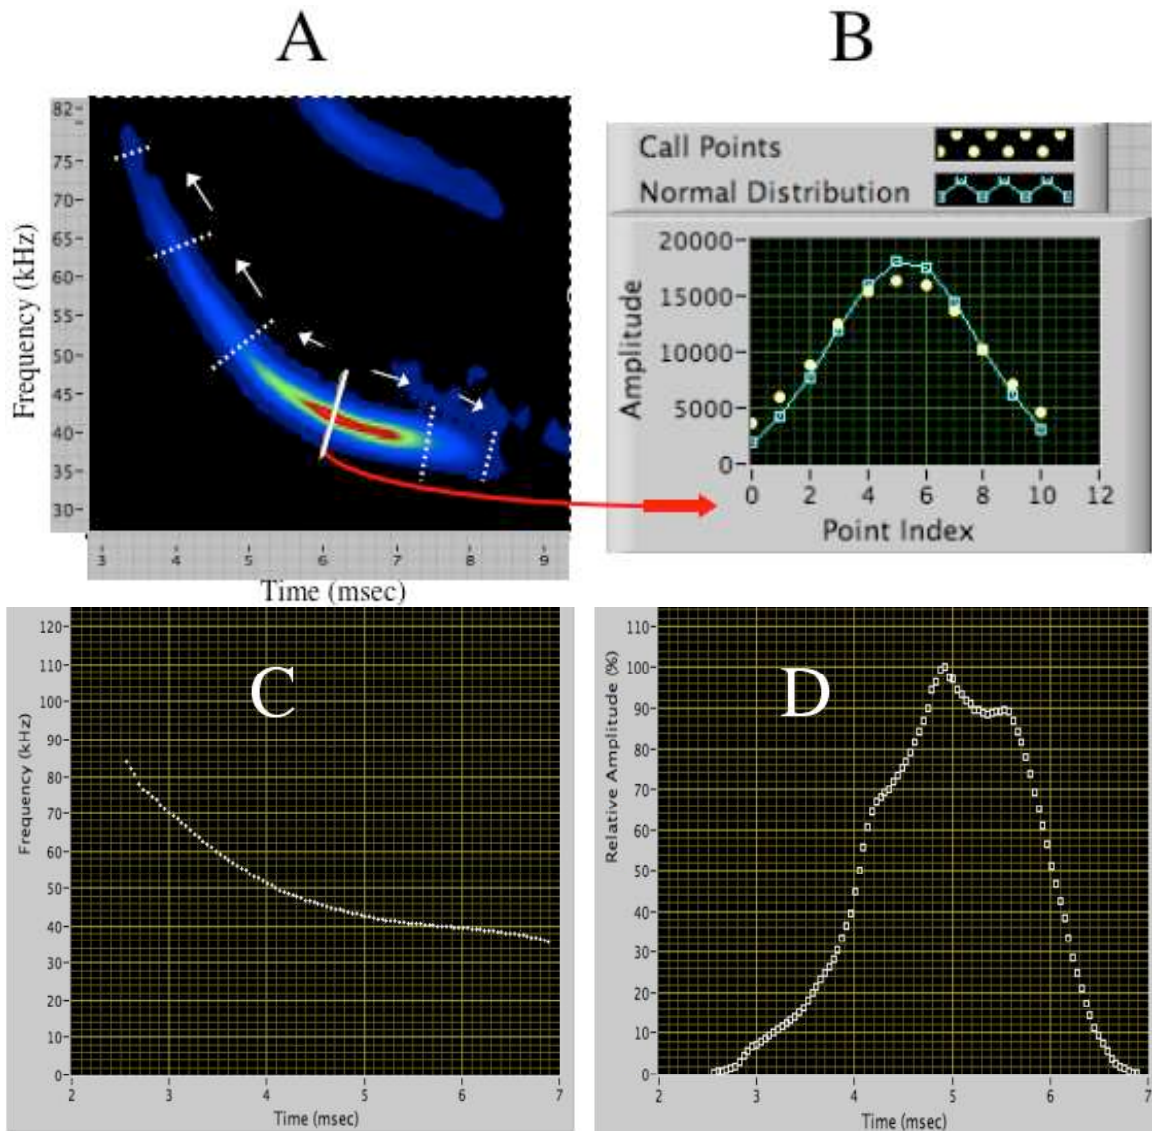 A
B
82-
75-
70-
65-
60-
55-
50-
45-
40-
35-
30-
Frequency (kHz)
3 4 5 6 7 8 9
Time (msec)
Call Points
Normal Distribution
20000-
15000-
10000-
5000-
0-
Amplitude
0 2 4 6 8 10 12
Point Index
C
120-
110-
100-
90-
80-
70-
60-
50-
40-
30-
20-
10-
0-
Frequency (kHz)
2 3 4 5 6 7
Time (msec)
D
110-
100-
90-
80-
70-
60-
50-
40-
30-
20-
10-
0-
Relative Amplitude (%)
2 3 4 5 6 7
Time (msec)